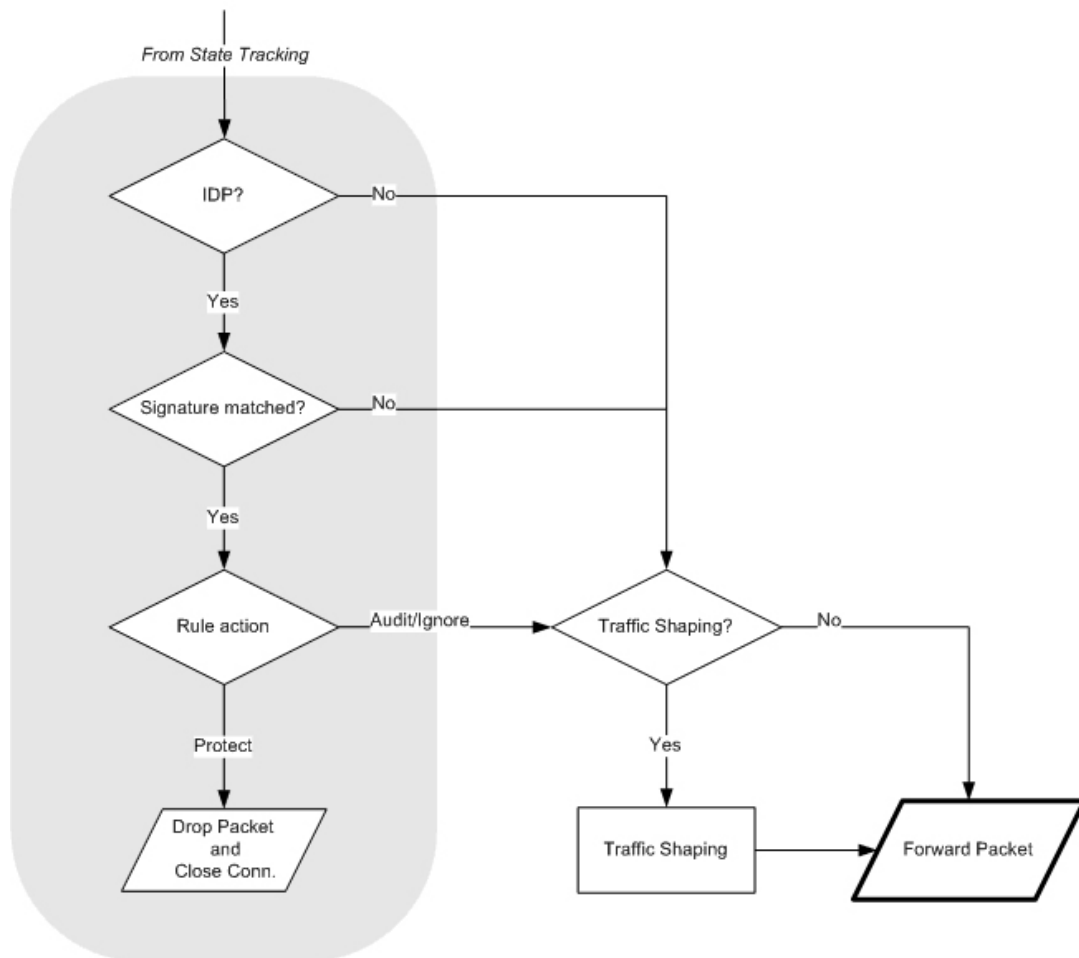 From State Tracking
IDP?
No
Yes
Signature matched?
No
Yes
Rule action
Audit/Ignore
Traffic Shaping?
No
Protect
Yes
Drop Packet
and
Close Conn.
Traffic Shaping
Forward Packet